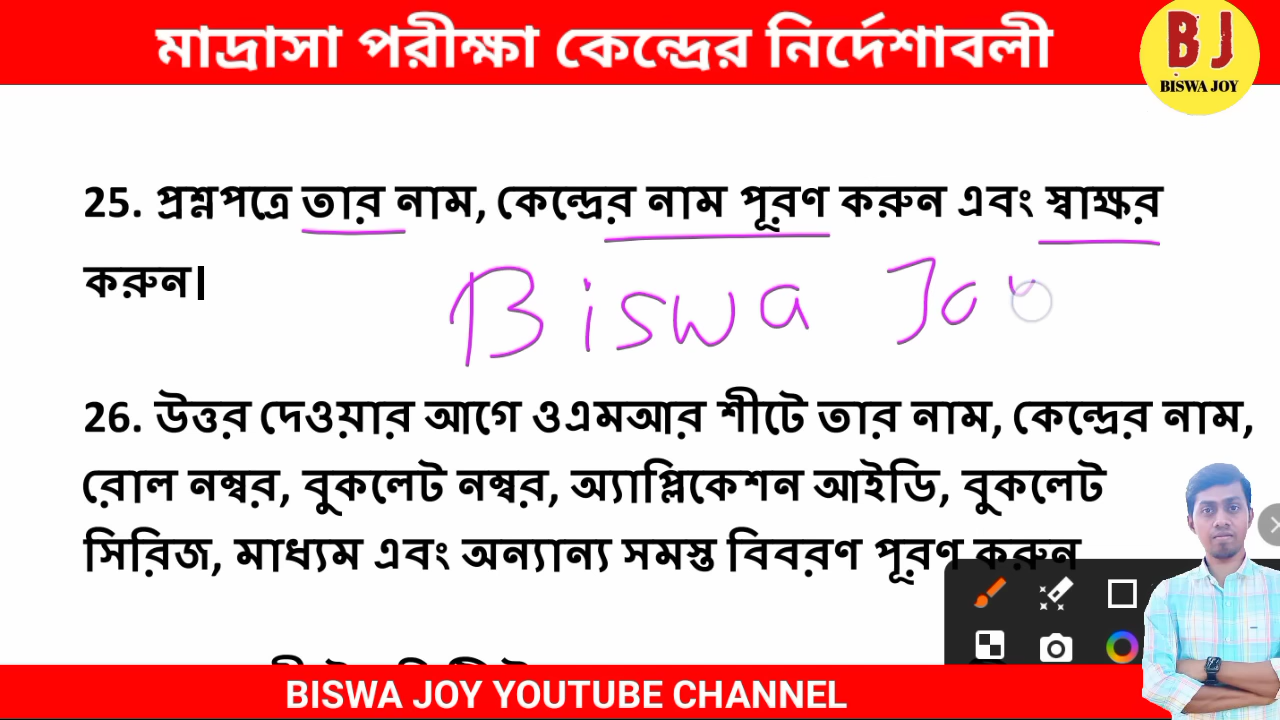 মাদ্রাসা পরীক্ষা কেন্দ্রের নির্দেশাবলী
BJ
BISWA JOY
25. প্রশ্নপত্রে তার নাম, কেন্দ্রের নাম পূরণ করুন এবং স্বাক্ষর
করুন।
Biswa Joy
26. উত্তর দেওয়ার আগে ওএমআর শীটে তার নাম, কেন্দ্রের নাম,
রোল নম্বর, বুকলেট নম্বর, অ্যাপ্লিকেশন আইডি, বুকলেট
সিরিজ, মাধ্যম এবং অন্যান্য সমস্ত বিবরণ পূরণ করুন
BISWA JOY YOUTUBE CHANNEL